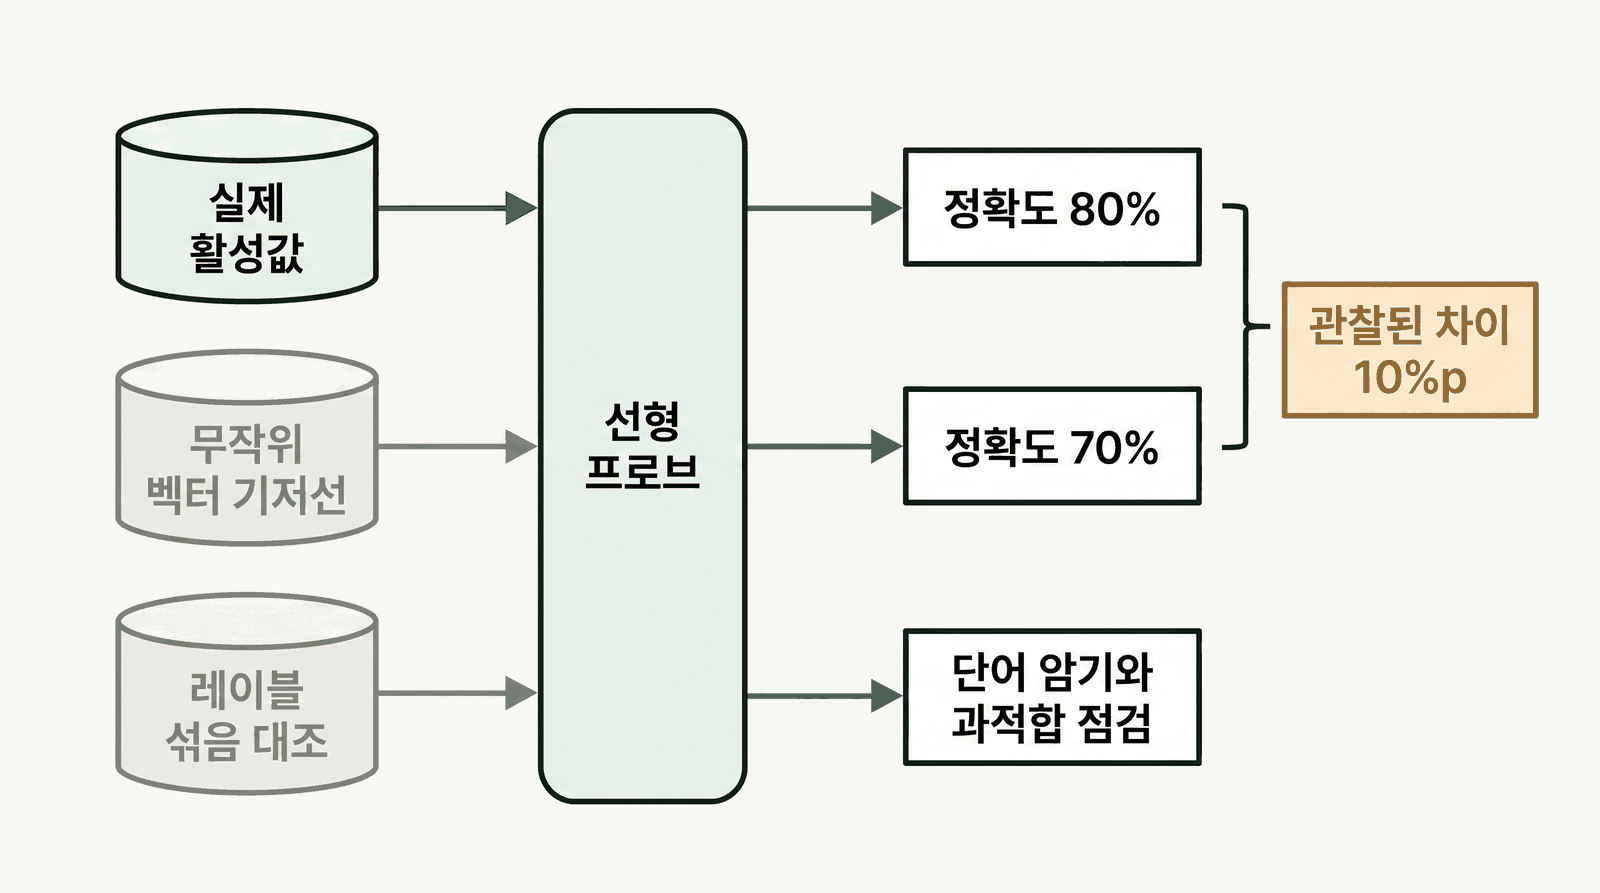 실제
활성값
정확도 80%
관찰된 차이
10%p
무작위
벡터 기저선
선형
프로브
정확도 70%
레이블
섞음 대조
단어 암기와
과적합 점검